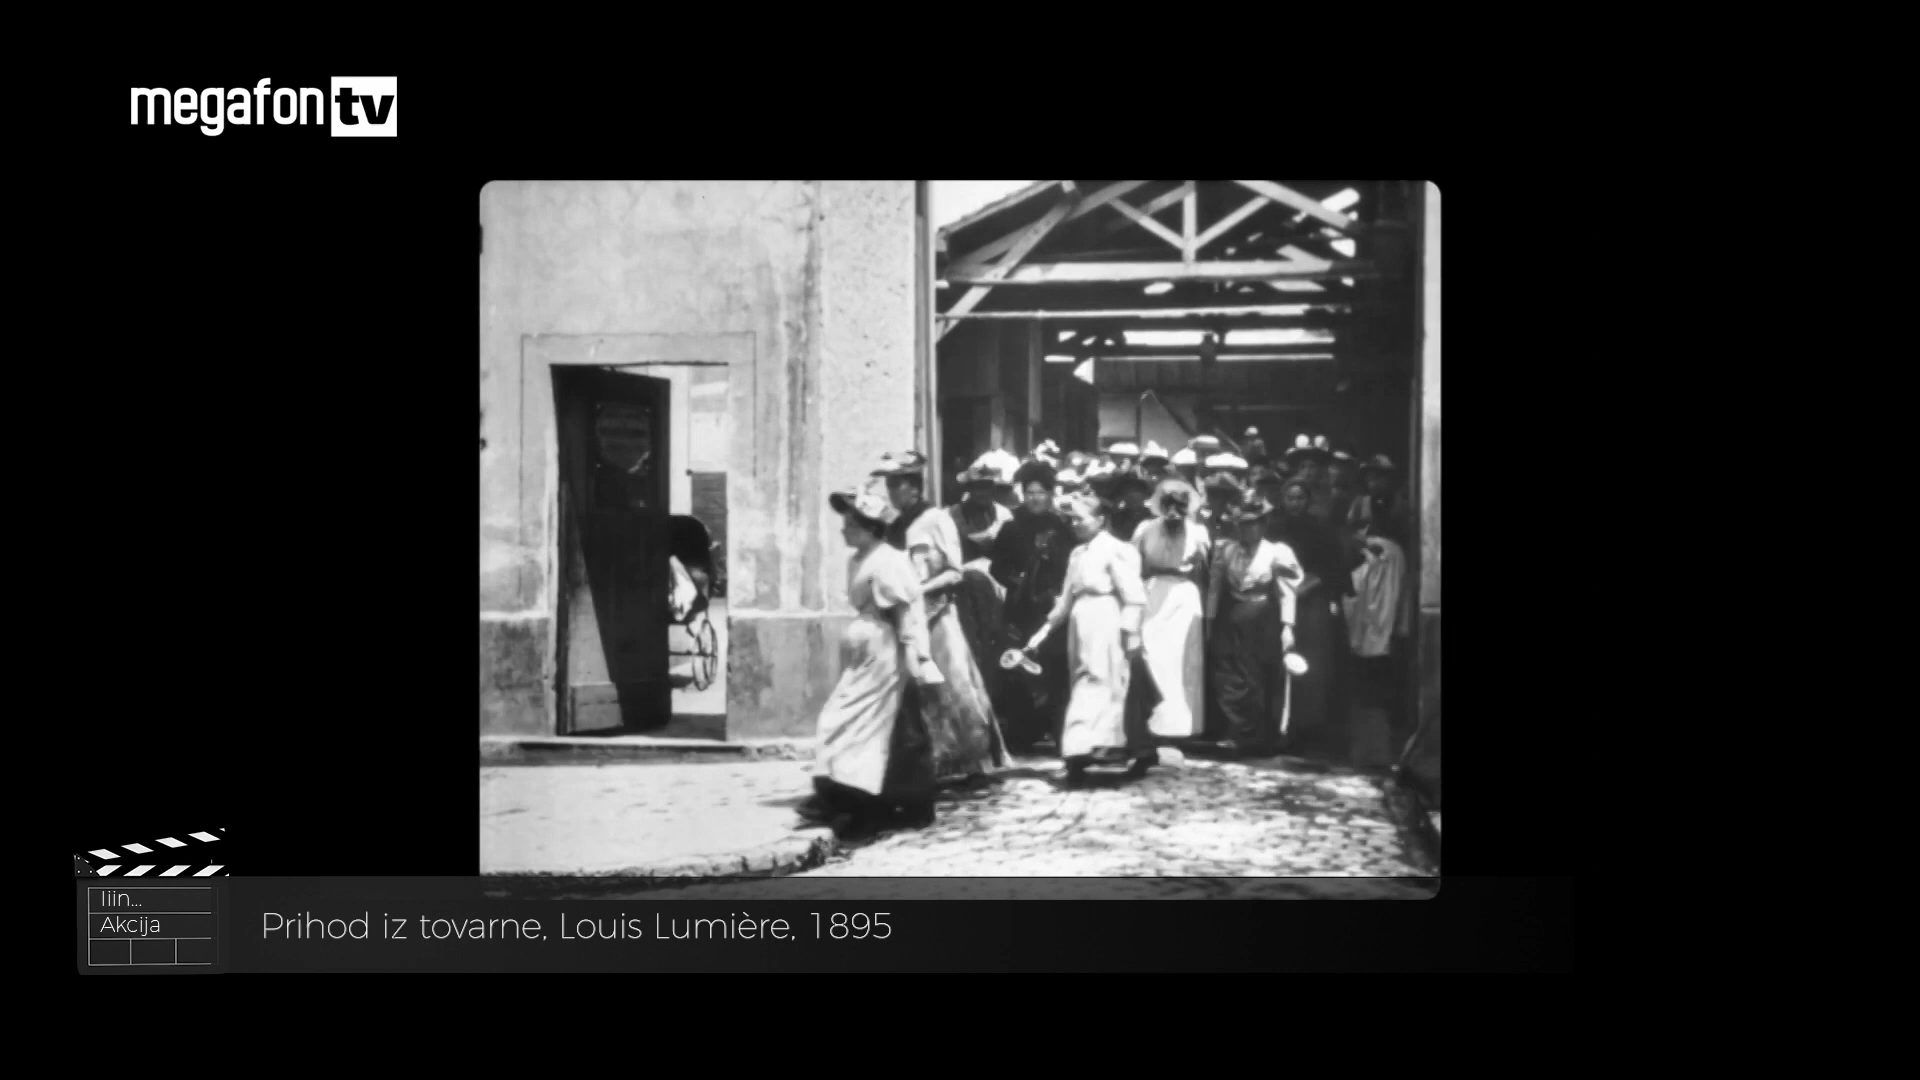 megafon tv
Iiin...
Akcija
Prihod iz tovarne, Louis Lumière, 1895